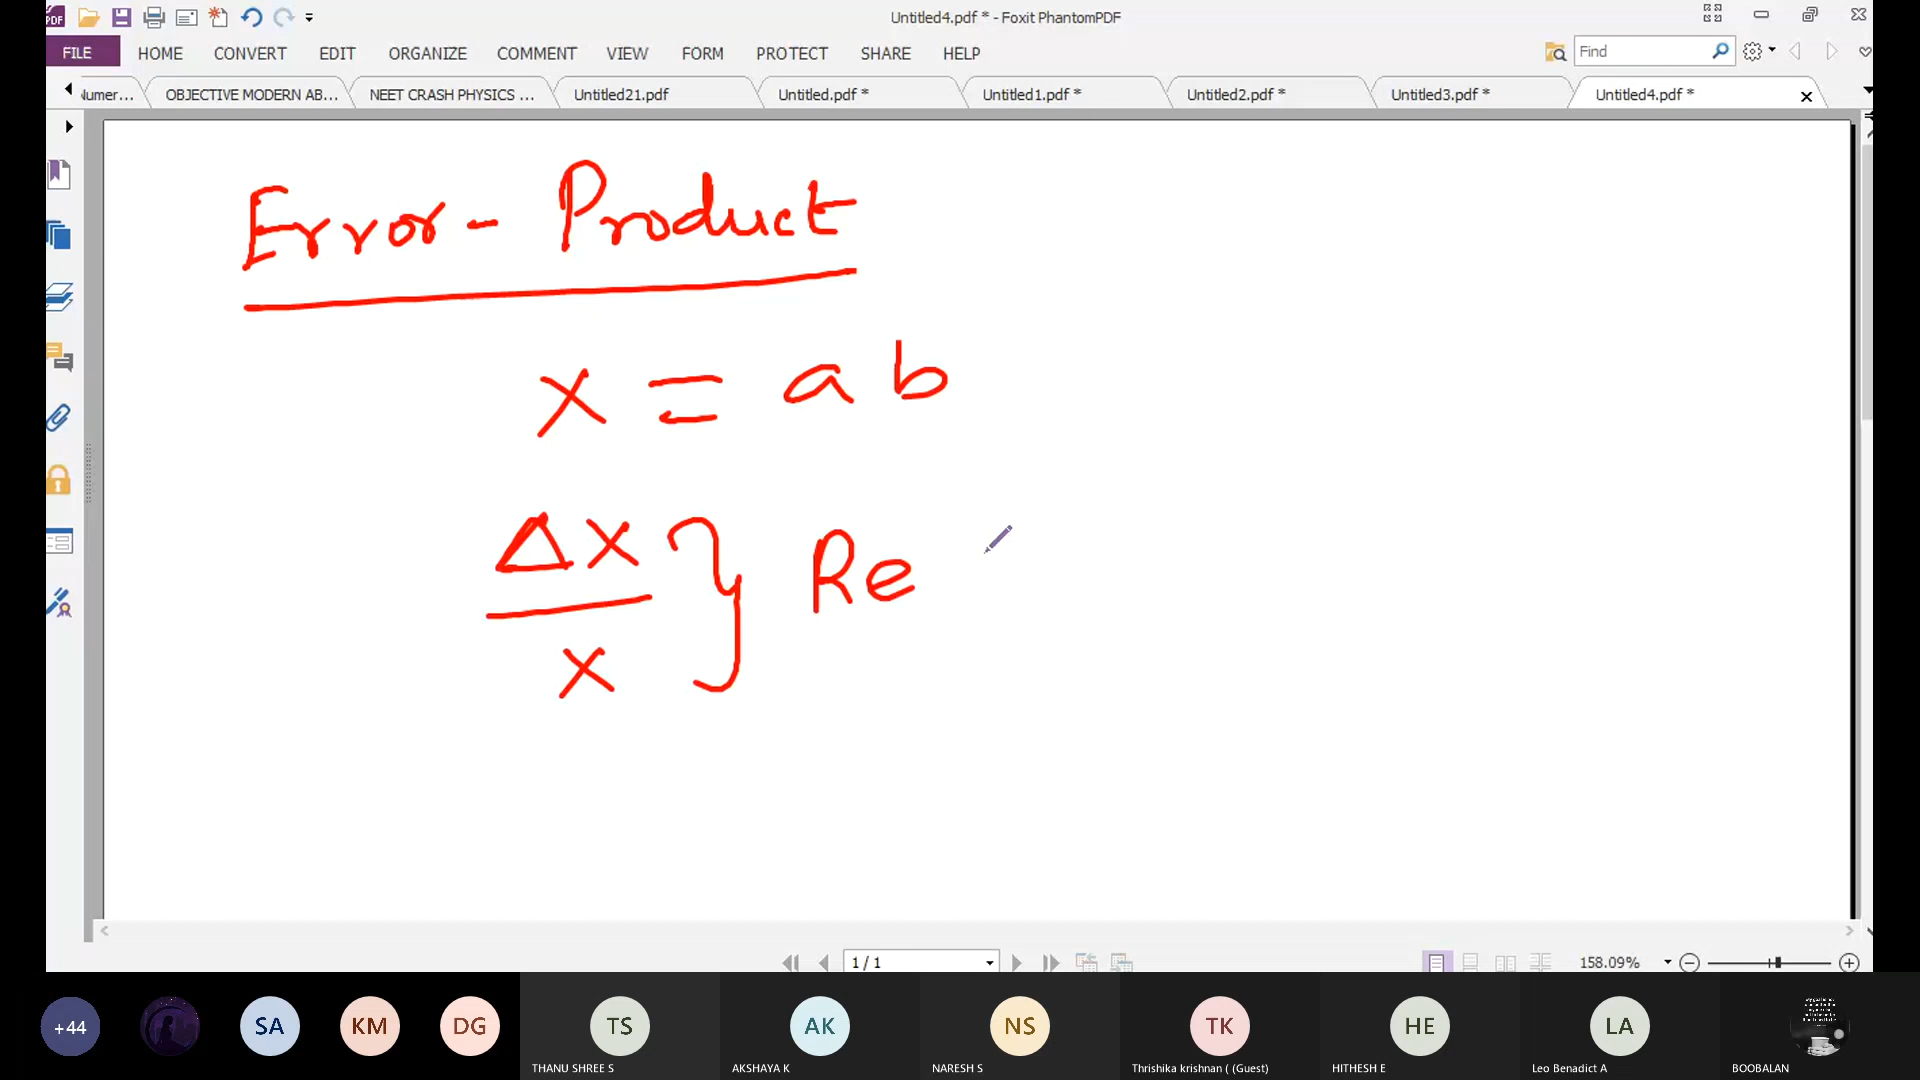 Untitled4.pdf * - Foxit PhantomPDF
FILE HOME CONVERT EDIT ORGANIZE COMMENT VIEW FORM PROTECT SHARE HELP Find
Numer... OBJECTIVE MODERN AB... NEET CRASH PHYSICS ... Untitled21.pdf Untitled.pdf * Untitled1.pdf * Untitled2.pdf * Untitled3.pdf * Untitled4.pdf *
Error - Product
x = a b
Δx
x
} Re
1 / 1 158.09%
+44 SA KM DG TS AK NS TK HE LA
THANU SHREE S AKSHAYA K NARESH S Thrishika krishnan ( (Guest) HITHESH E Leo Benadict A BOOBALAN